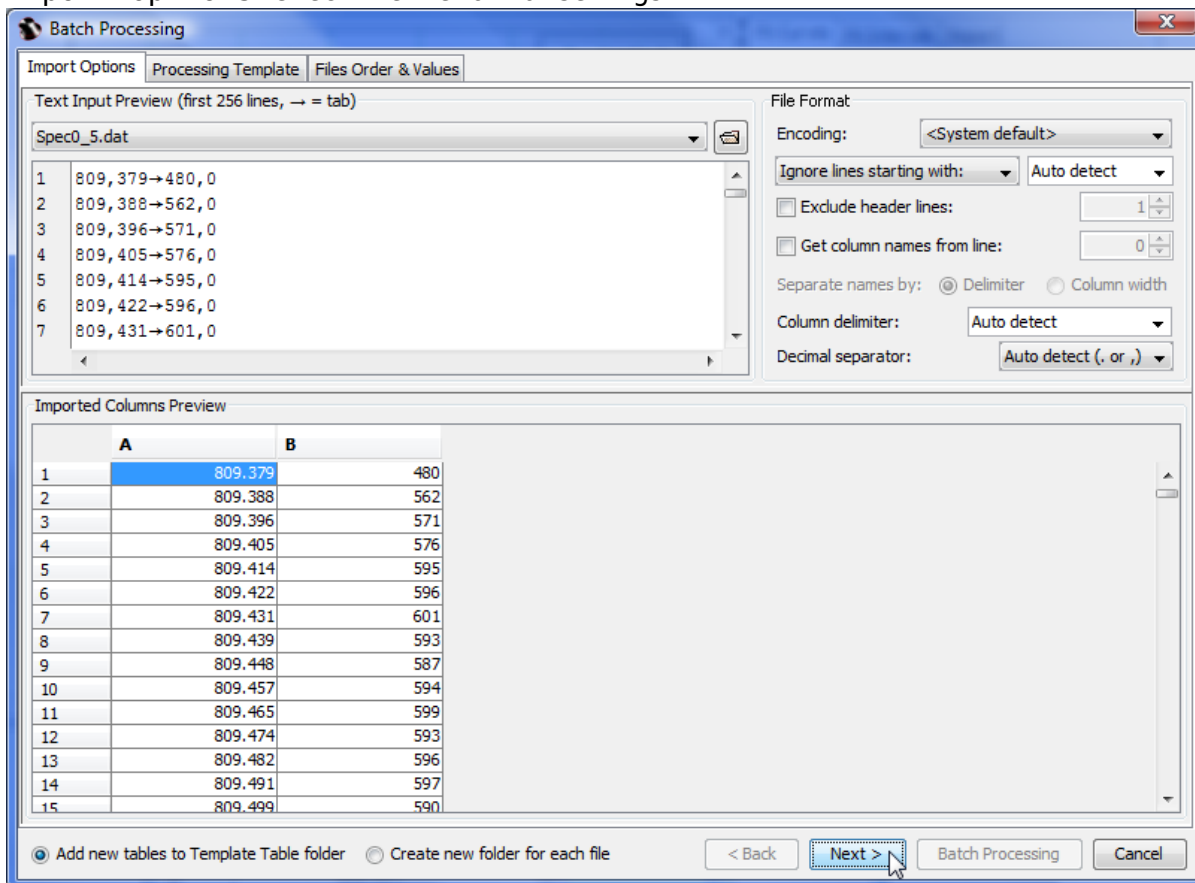 Batch Processing
Import Options Processing Template Files Order & Values
Text Input Preview (first 256 lines, → = tab)
Spec0_5.dat
1 809,379→480,0
2 809,388→562,0
3 809,396→571,0
4 809,405→576,0
5 809,414→595,0
6 809,422→596,0
7 809,431→601,0
File Format
Encoding: <System default>
Ignore lines starting with: Auto detect
Exclude header lines: 1
Get column names from line: 0
Separate names by: Delimiter Column width
Column delimiter: Auto detect
Decimal separator: Auto detect (. or ,)
Imported Columns Preview
A B
1 809.379 480
2 809.388 562
3 809.396 571
4 809.405 576
5 809.414 595
6 809.422 596
7 809.431 601
8 809.439 593
9 809.448 587
10 809.457 594
11 809.465 599
12 809.474 593
13 809.482 596
14 809.491 597
15 809.499 590
Add new tables to Template Table folder Create new folder for each file
< Back Next > Batch Processing Cancel